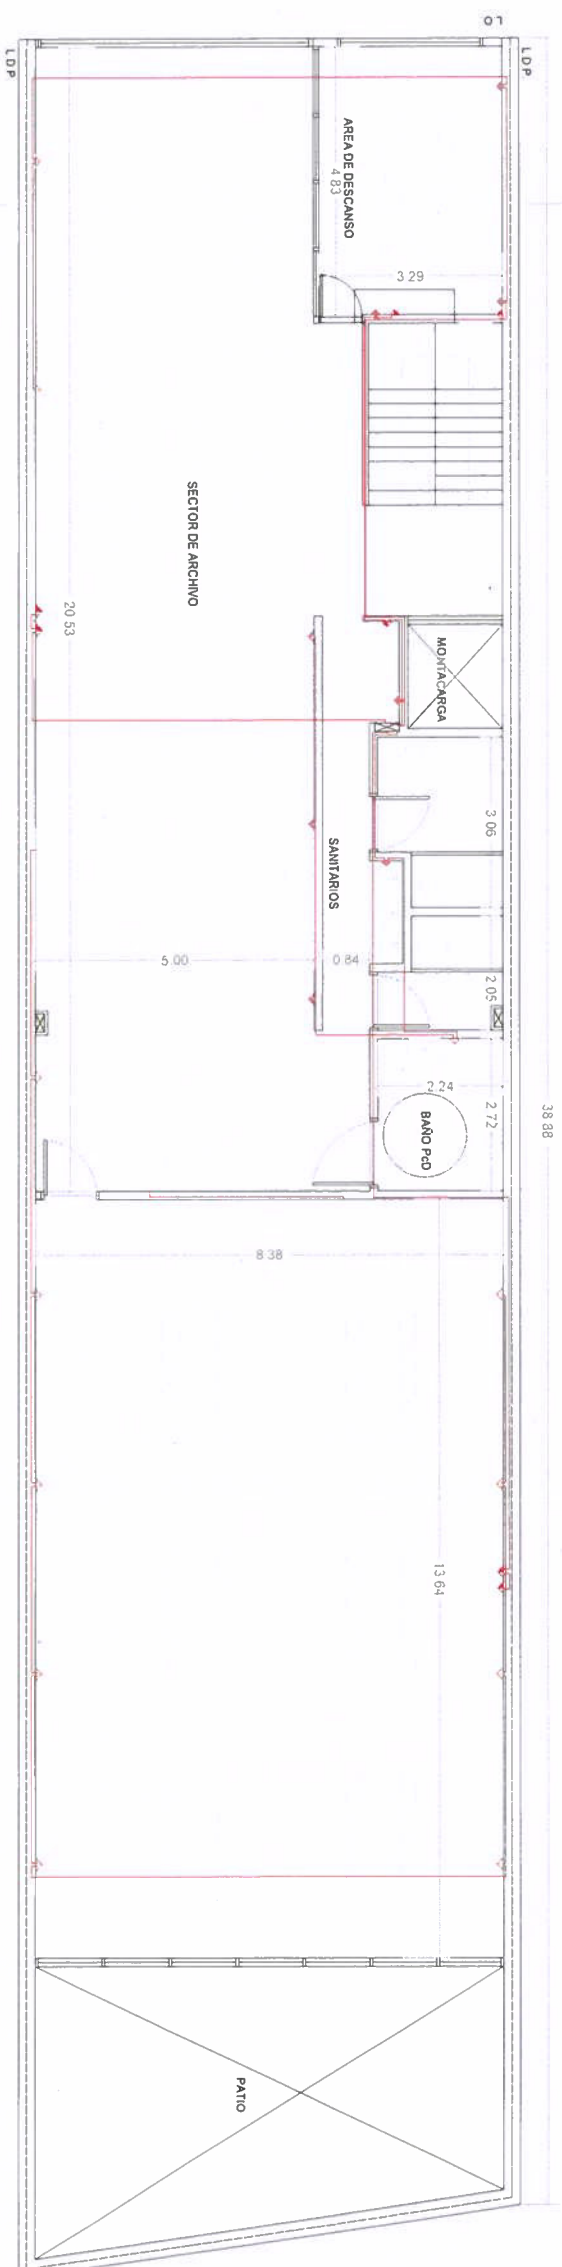 LO
LDP
LDP
AREA DE DESCANSO
4.83
3.29
SECTOR DE ARCHIVO
20.53
MONTACARGA
3.06
SANITARIOS
5.00
0.84
2.05
2.24
2.72
BAÑO PcD
38.88
8.38
13.64
PATIO